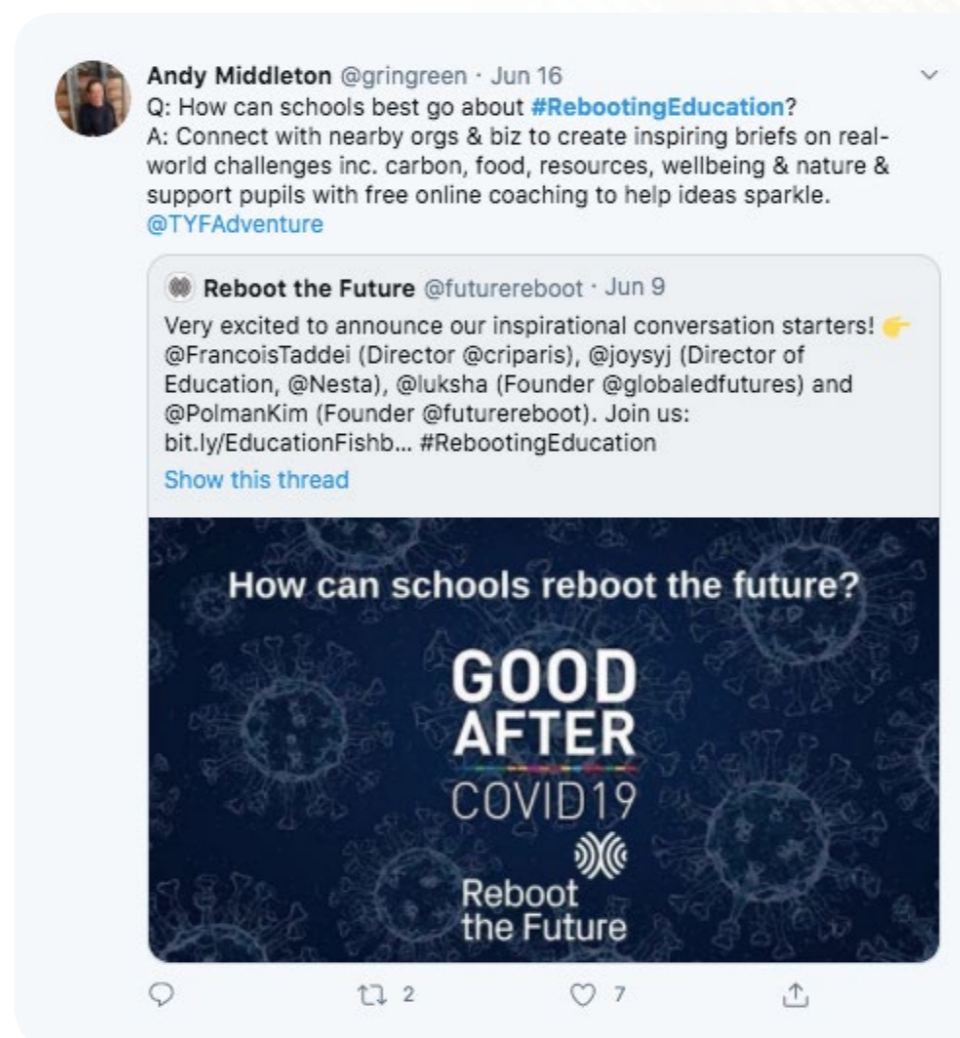 Andy Middleton @gringreen · Jun 16
Q: How can schools best go about #RebootingEducation?
A: Connect with nearby orgs & biz to create inspiring briefs on real-
world challenges inc. carbon, food, resources, wellbeing & nature &
support pupils with free online coaching to help ideas sparkle.
@TYFAdventure
Reboot the Future @futurereboot · Jun 9
Very excited to announce our inspirational conversation starters! 👉
@FrancoisTaddei (Director @criparis), @joysyj (Director of
Education, @Nesta), @luksha (Founder @globaledfutures) and
@PolmanKim (Founder @futurereboot). Join us:
bit.ly/EducationFishb... #RebootingEducation
Show this thread
How can schools reboot the future?
GOOD
AFTER
COVID19
Reboot
the Future
2
7